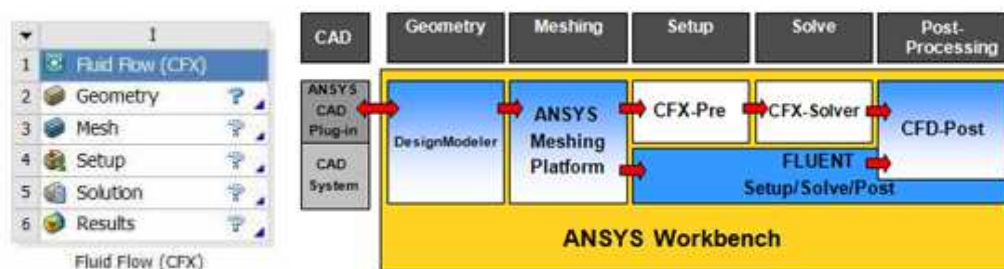 1
1 Fluid Flow (CFX)
2 Geometry ?
3 Mesh ?
4 Setup ?
5 Solution ?
6 Results ?
Fluid Flow (CFX)
CAD
Geometry
Meshing
Setup
Solve
Post-
Processing
ANSYS
CAD
Plug-in
CAD
System
DesignModeler
ANSYS
Meshing
Platform
CFX-Pre
CFX-Solver
CFD-Post
FLUENT
Setup/Solve/Post
ANSYS Workbench